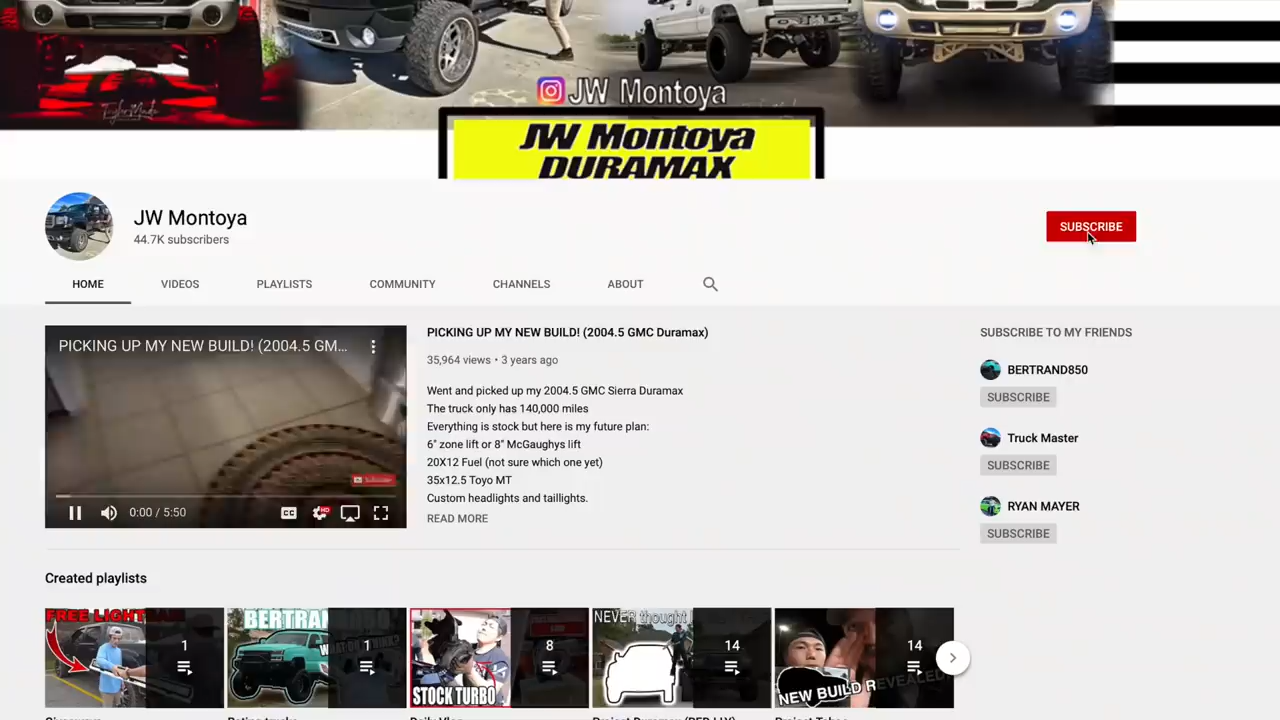 JW Montoya
JW Montoya
DURAMAX
JW Montoya
44.7K subscribers
SUBSCRIBE
HOME
VIDEOS
PLAYLISTS
COMMUNITY
CHANNELS
ABOUT
PICKING UP MY NEW BUILD! (2004.5 GM...
0:00 / 5:50
CC
HD
PICKING UP MY NEW BUILD! (2004.5 GMC Duramax)
35,964 views • 3 years ago
Went and picked up my 2004.5 GMC Sierra Duramax
The truck only has 140,000 miles
Everything is stock but here is my future plan:
6" zone lift or 8" McGaughys lift
20X12 Fuel (not sure which one yet)
35x12.5 Toyo MT
Custom headlights and taillights.
READ MORE
SUBSCRIBE TO MY FRIENDS
BERTRAND850
SUBSCRIBE
Truck Master
SUBSCRIBE
RYAN MAYER
SUBSCRIBE
Created playlists
FREE LIGHT
1
1
8
STOCK TURBO
NEVER thought
14
NEW BUILD REVEALED
14